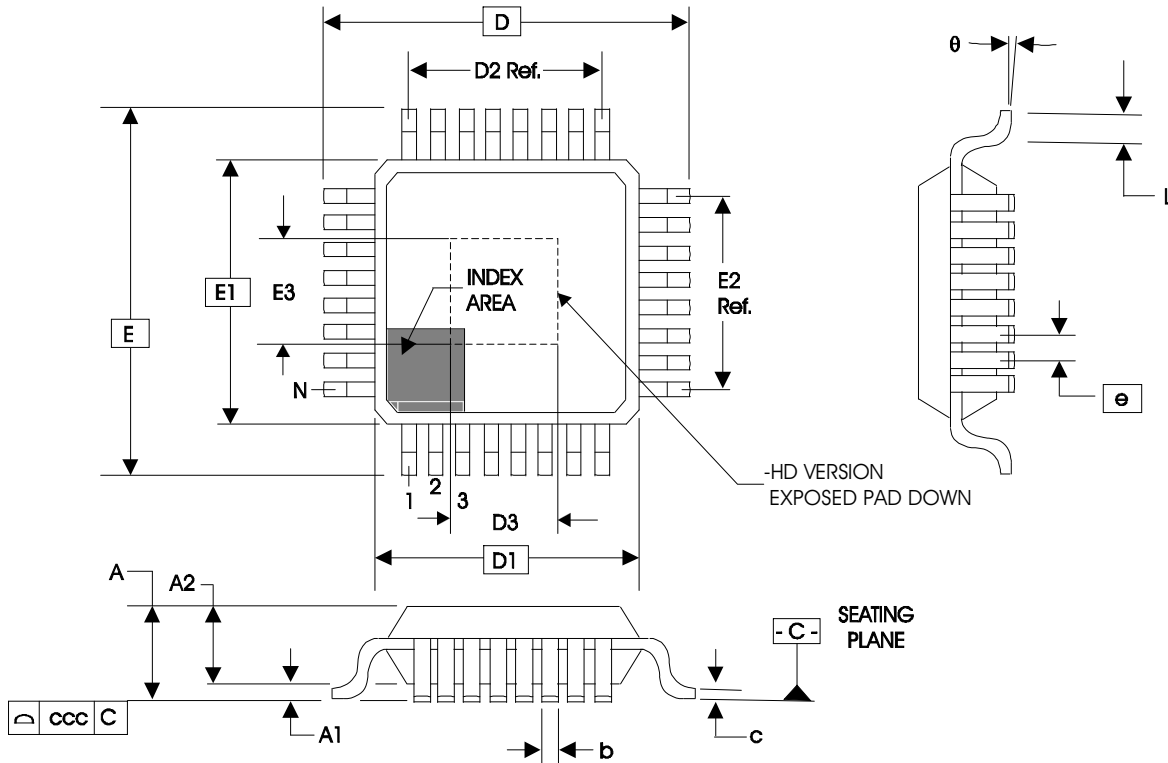 D
θ
D2 Ref.
L
E1
E3
INDEX
AREA
E2
Ref.
E
N
e
1
2
3
-HD VERSION
EXPOSED PAD DOWN
D3
D1
A
A2
- C -
SEATING
PLANE
ccc C
A1
b
c